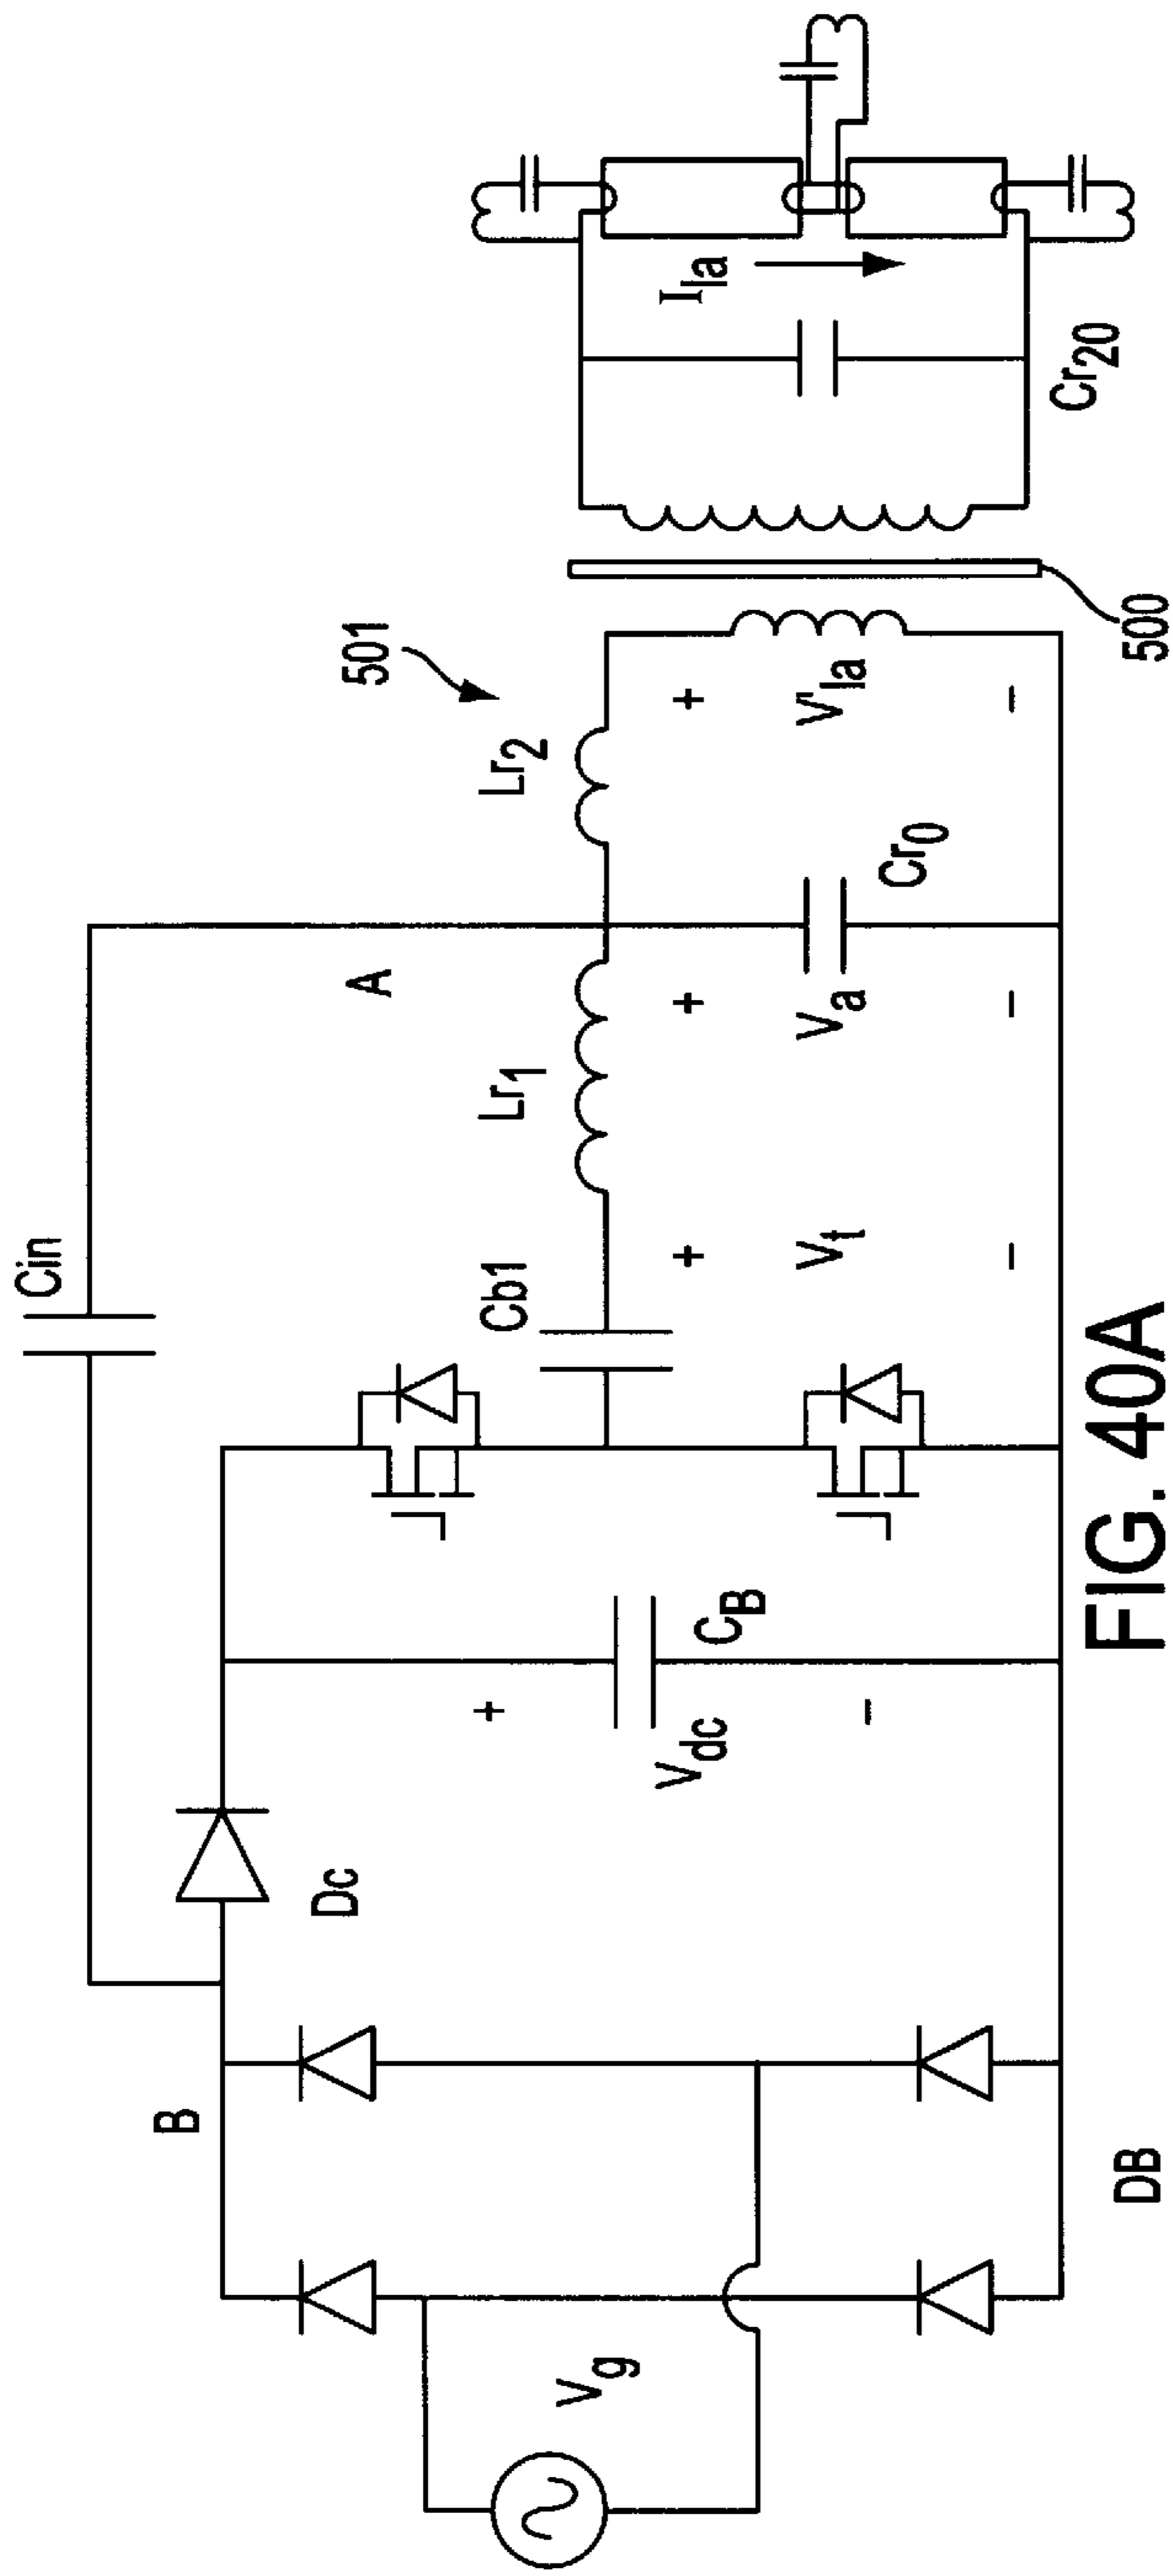 Cin
A
501
B
Dc
Cb1
Lr1
Lr2
+
+
+
+
Vg
Vdc
CB
Vt
Va
Cr0
V'la
Ila
−
−
−
−
DB
500
Cr20
FIG. 40A